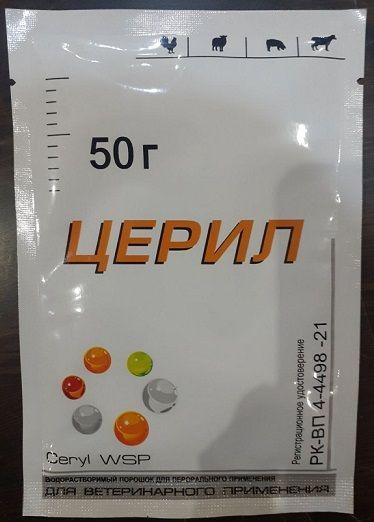 50 г
ЦЕРИЛ
Регистрационное удостоверение
РК-ВП 4-4498 -21
Ceryl WSP
ВОДОРАСТВОРИМЫЙ ПОРОШОК ДЛЯ ПЕРОРАЛЬНОГО ПРИМЕНЕНИЯ
ДЛЯ ВЕТЕРИНАРНОГО ПРИМЕНЕНИЯ